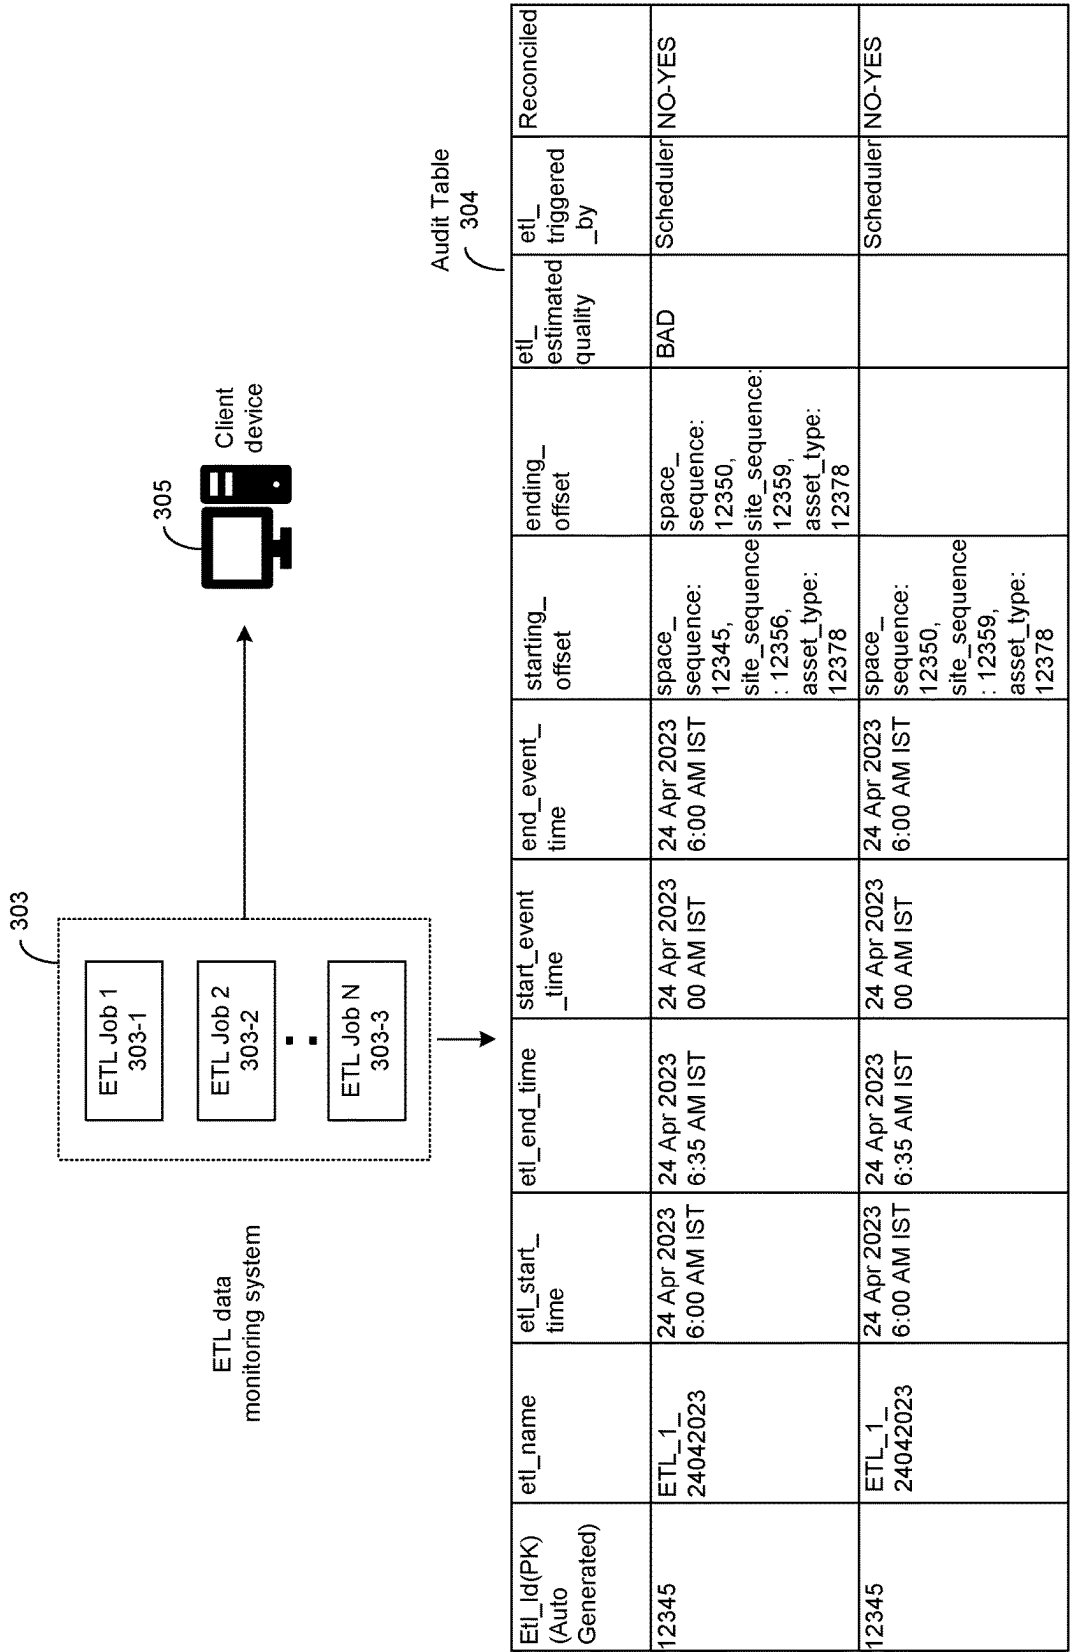 303
ETL Job 1
303-1
ETL Job 2
303-2
ETL Job N
303-3
ETL data
monitoring system
305
Client
device
Audit Table
304
Etl_Id(PK)
(Auto
Generated)
etl_name
etl_start_
time
etl_end_time
start_event
_time
end_event_
time
starting_
offset
ending_
offset
etl_
estimated
quality
etl_
triggered
_by
Reconciled
12345
ETL_1_
24042023
24 Apr 2023
6:00 AM IST
24 Apr 2023
6:35 AM IST
24 Apr 2023
00 AM IST
24 Apr 2023
6:00 AM IST
space_
sequence:
12345,
site_sequence
: 12356,
asset_type:
12378
space_
sequence:
12350,
site_sequence:
12359,
asset_type:
12378
BAD
Scheduler
NO-YES
12345
ETL_1_
24042023
24 Apr 2023
6:00 AM IST
24 Apr 2023
6:35 AM IST
24 Apr 2023
00 AM IST
24 Apr 2023
6:00 AM IST
space_
sequence:
12350,
site_sequence
: 12359,
asset_type:
12378
Scheduler
NO-YES